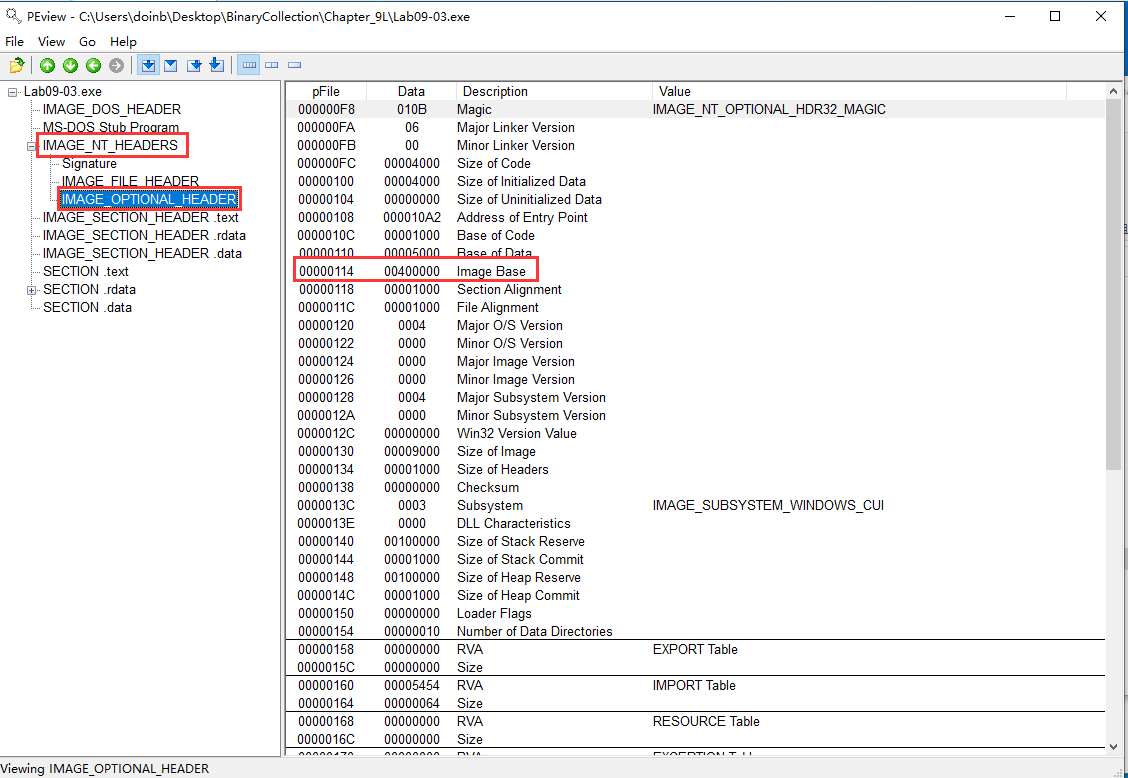 PEview - C:\Users\doinb\Desktop\BinaryCollection\Chapter_9L\Lab09-03.exe
File View Go Help
Lab09-03.exe
IMAGE_DOS_HEADER
MS-DOS Stub Program
IMAGE_NT_HEADERS
Signature
IMAGE_FILE_HEADER
IMAGE_OPTIONAL_HEADER
IMAGE_SECTION_HEADER .text
IMAGE_SECTION_HEADER .rdata
IMAGE_SECTION_HEADER .data
SECTION .text
SECTION .rdata
SECTION .data
pFile Data Description Value
000000F8 010B Magic IMAGE_NT_OPTIONAL_HDR32_MAGIC
000000FA 06 Major Linker Version
000000FB 00 Minor Linker Version
000000FC 00004000 Size of Code
00000100 00004000 Size of Initialized Data
00000104 00000000 Size of Uninitialized Data
00000108 000010A2 Address of Entry Point
0000010C 00001000 Base of Code
00000110 00005000 Base of Data
00000114 00400000 Image Base
00000118 00001000 Section Alignment
0000011C 00001000 File Alignment
00000120 0004 Major O/S Version
00000122 0000 Minor O/S Version
00000124 0000 Major Image Version
00000126 0000 Minor Image Version
00000128 0004 Major Subsystem Version
0000012A 0000 Minor Subsystem Version
0000012C 00000000 Win32 Version Value
00000130 00009000 Size of Image
00000134 00001000 Size of Headers
00000138 00000000 Checksum
0000013C 0003 Subsystem IMAGE_SUBSYSTEM_WINDOWS_CUI
0000013E 0000 DLL Characteristics
00000140 00100000 Size of Stack Reserve
00000144 00001000 Size of Stack Commit
00000148 00100000 Size of Heap Reserve
0000014C 00001000 Size of Heap Commit
00000150 00000000 Loader Flags
00000154 00000010 Number of Data Directories
00000158 00000000 RVA EXPORT Table
0000015C 00000000 Size
00000160 00005454 RVA IMPORT Table
00000164 00000064 Size
00000168 00000000 RVA RESOURCE Table
0000016C 00000000 Size
00000170 00000000 RVA EXCEPTION Table
Viewing IMAGE_OPTIONAL_HEADER